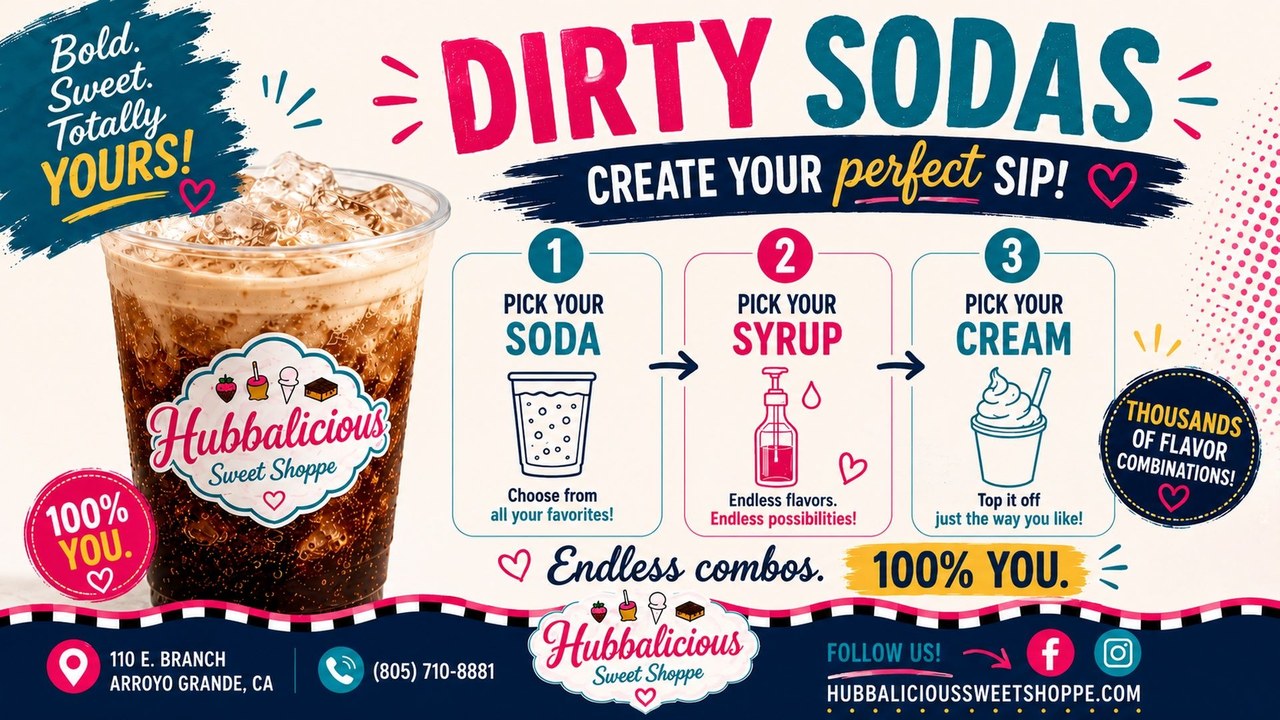 Bold.
Sweet.
Totally
YOURS!
DIRTY SODAS
CREATE YOUR perfect SIP!
1
PICK YOUR
SODA
Choose from
all your favorites!
2
PICK YOUR
SYRUP
Endless flavors.
Endless possibilities!
3
PICK YOUR
CREAM
Top it off
just the way you like!
THOUSANDS
OF FLAVOR
COMBINATIONS!
Hubbalicious
Sweet Shoppe
100%
YOU.
Endless combos. 100% YOU.
110 E. BRANCH
ARROYO GRANDE, CA
(805) 710-8881
Hubbalicious
Sweet Shoppe
FOLLOW US!
f
HUBBALICIOUSSWEETSHOPPE.COM